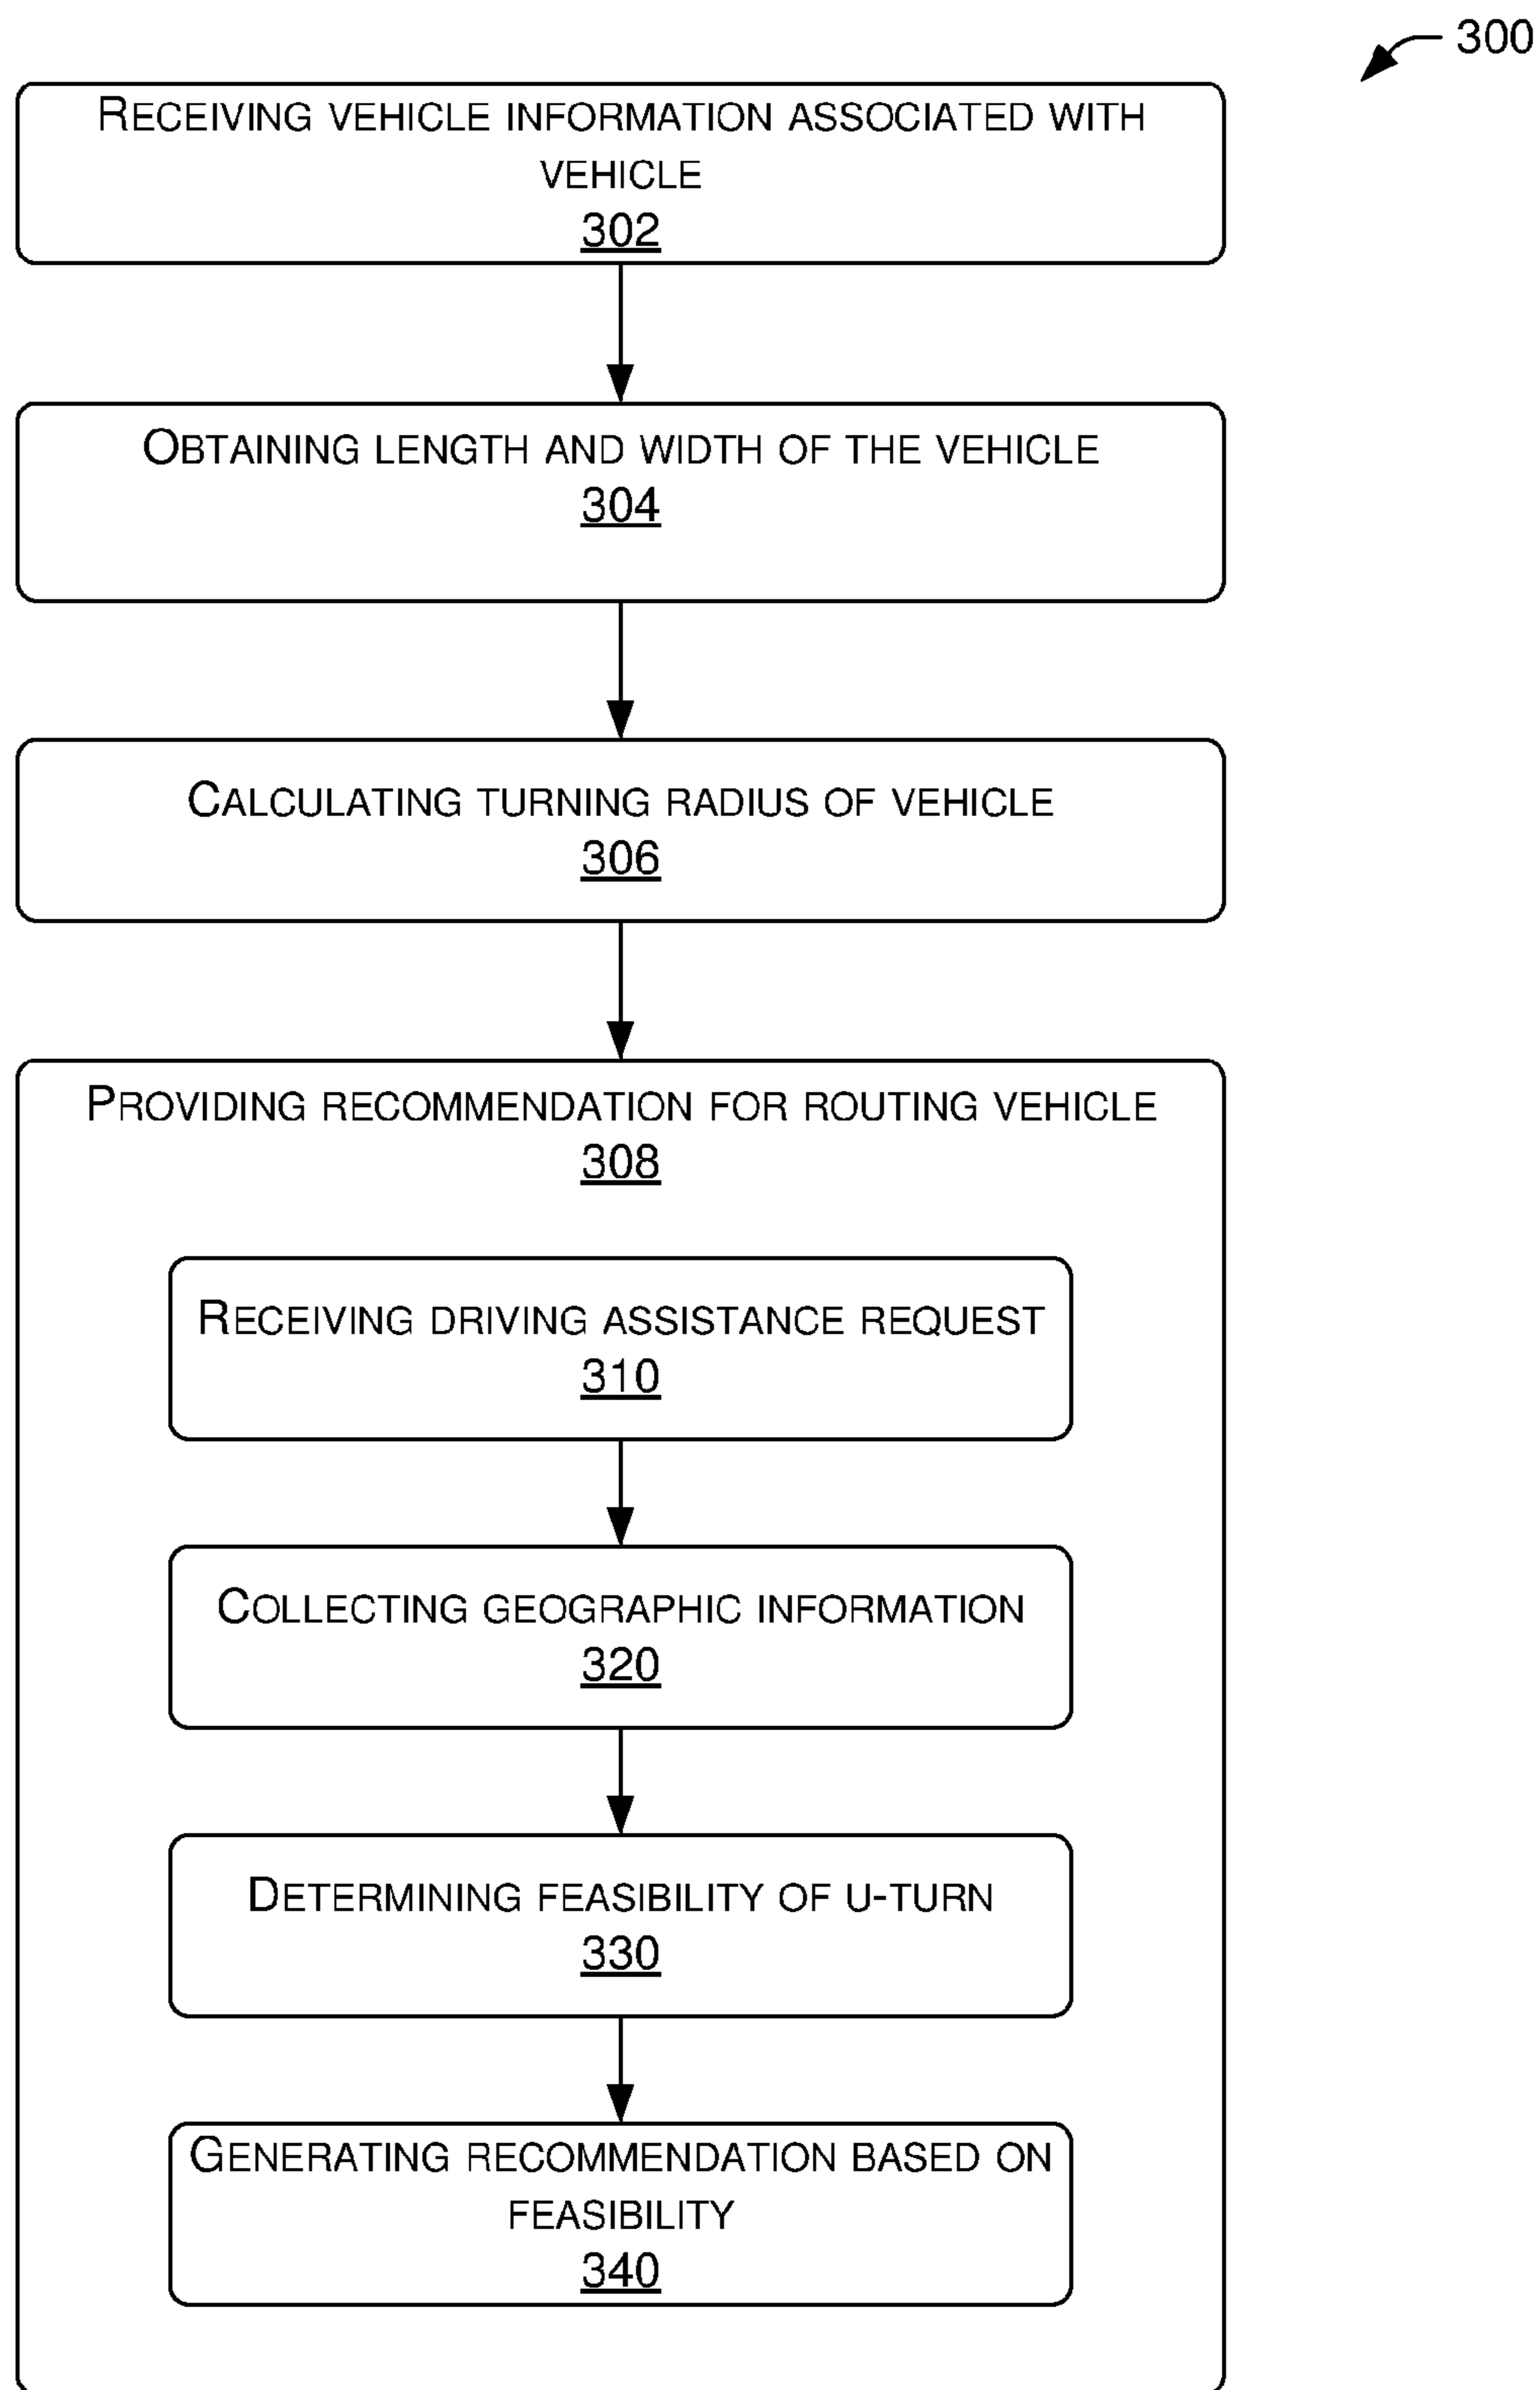 300
RECEIVING VEHICLE INFORMATION ASSOCIATED WITH
VEHICLE
302
OBTAINING LENGTH AND WIDTH OF THE VEHICLE
304
CALCULATING TURNING RADIUS OF VEHICLE
306
PROVIDING RECOMMENDATION FOR ROUTING VEHICLE
308
RECEIVING DRIVING ASSISTANCE REQUEST
310
COLLECTING GEOGRAPHIC INFORMATION
320
DETERMINING FEASIBILITY OF U-TURN
330
GENERATING RECOMMENDATION BASED ON
FEASIBILITY
340